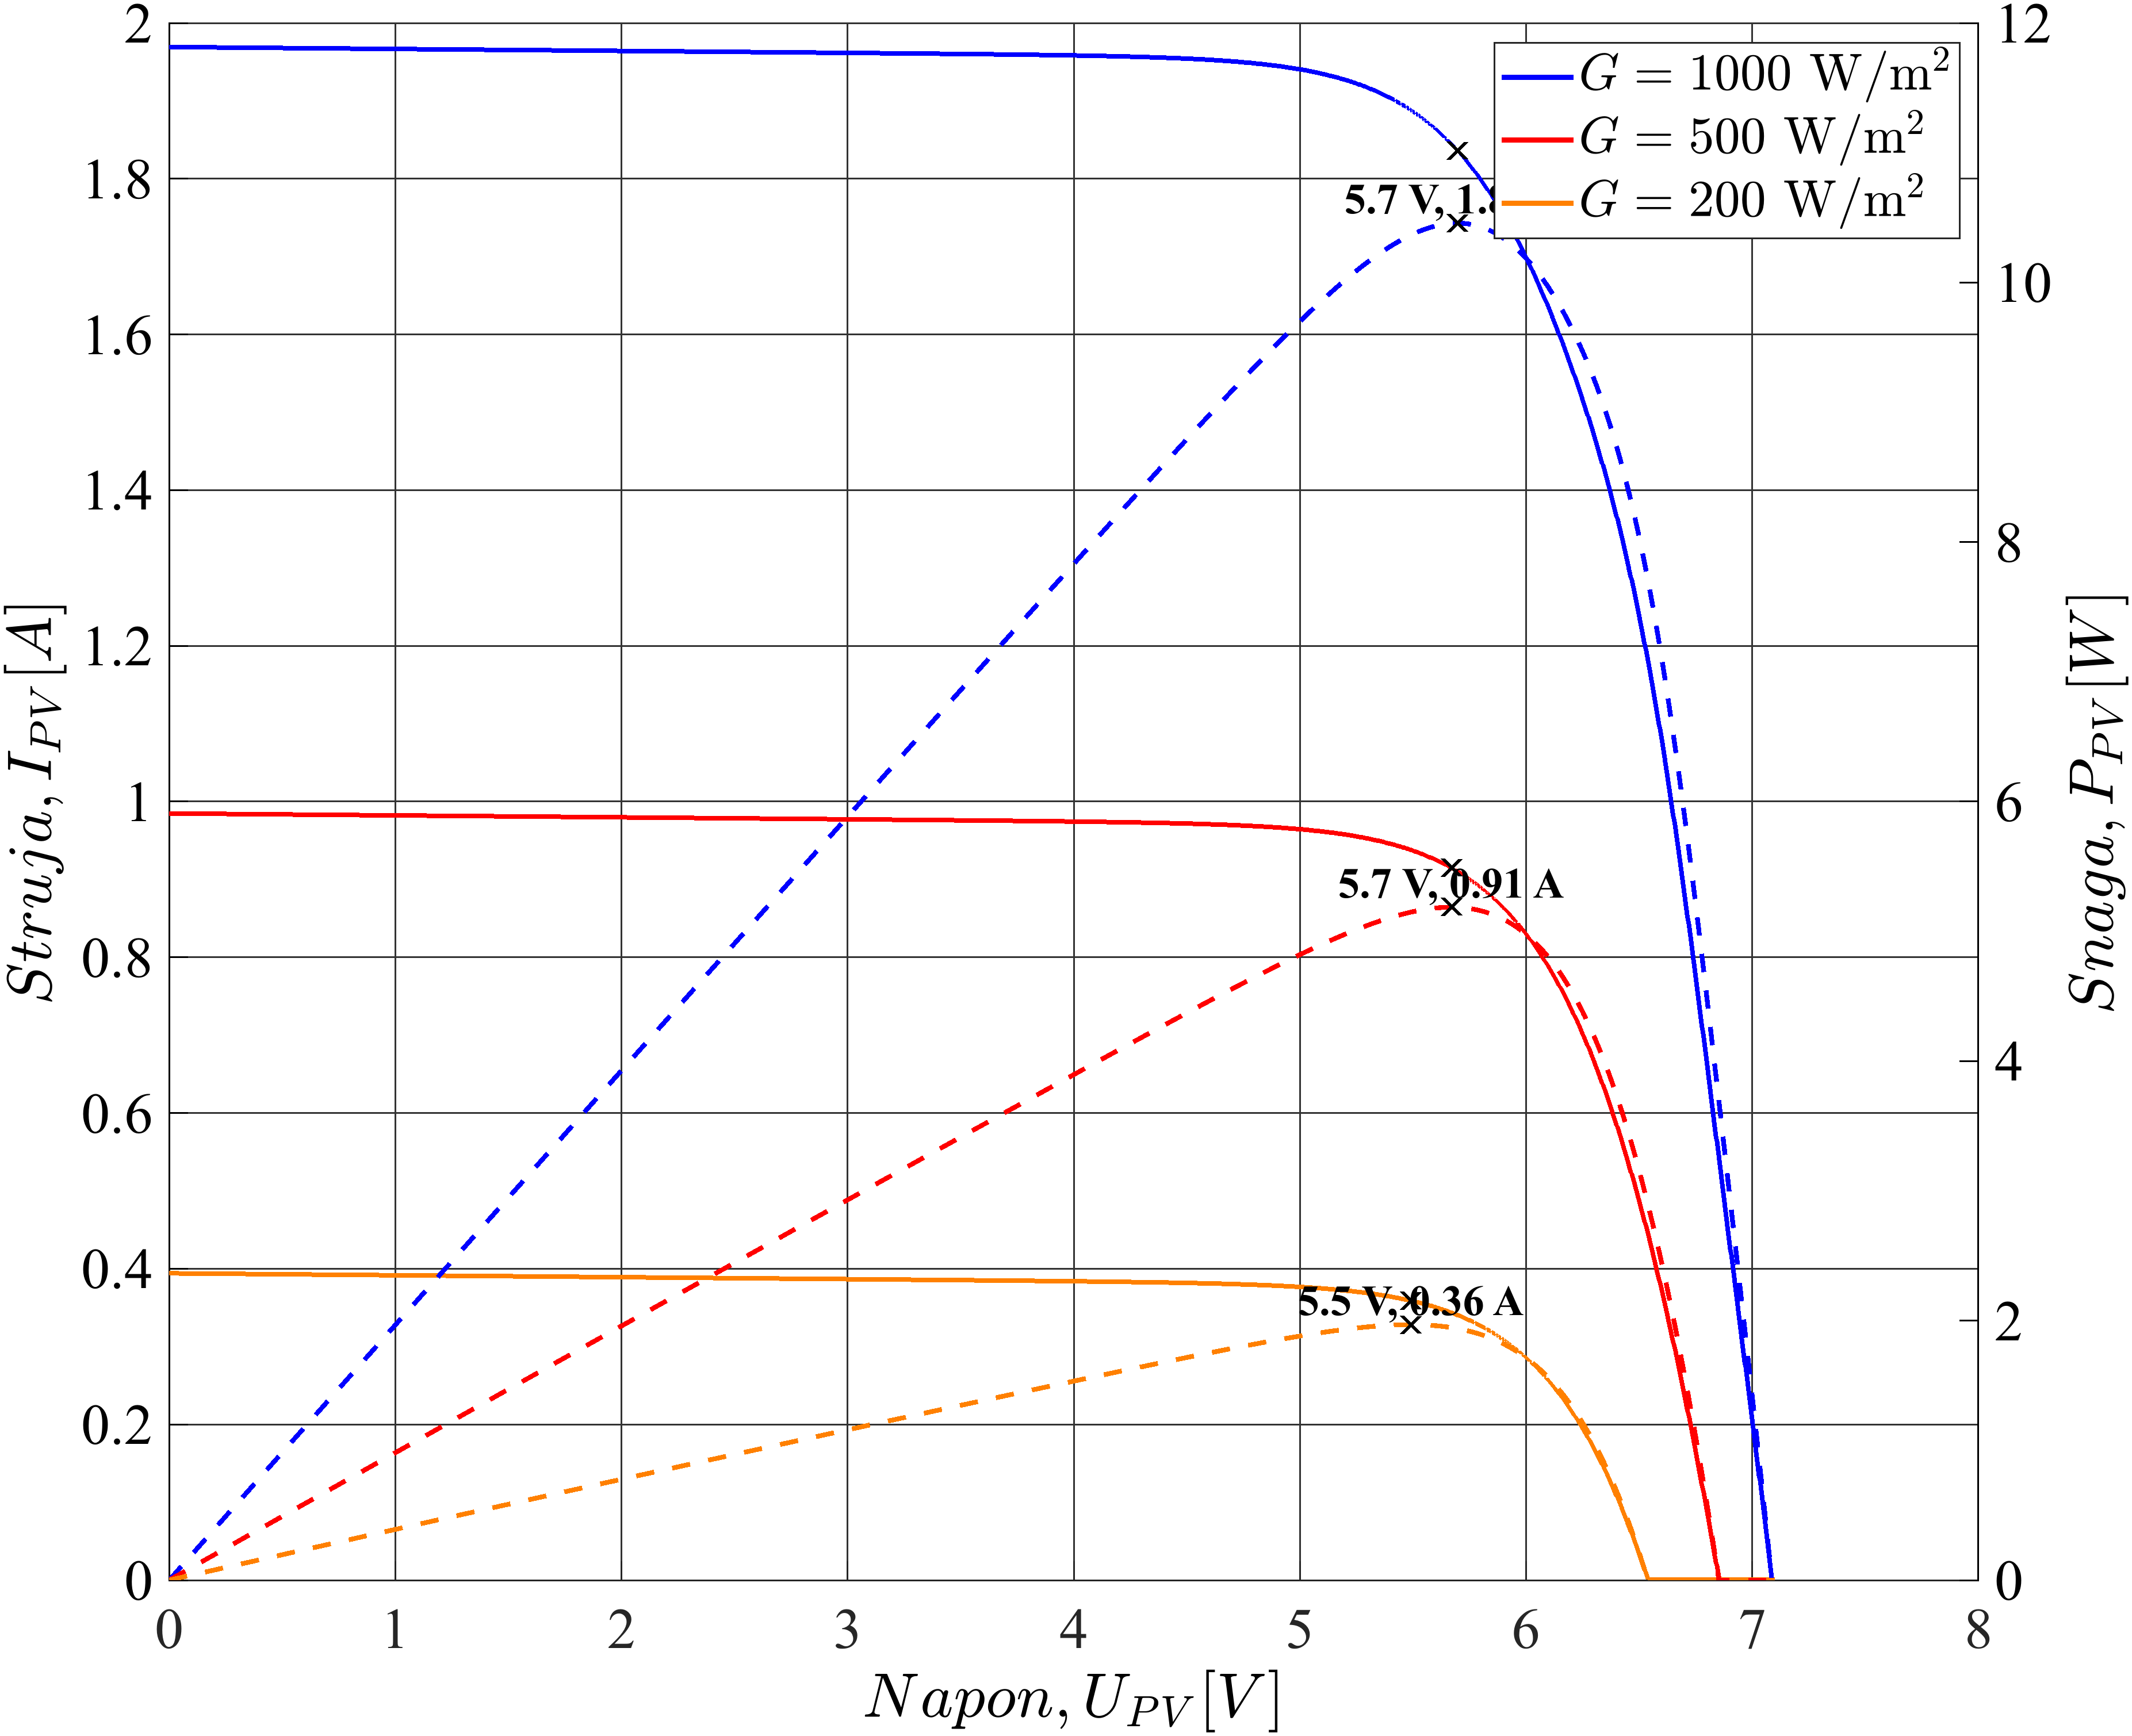 2
1.8
1.6
1.4
1.2
1
0.8
0.6
0.4
0.2
0
Struja, I_PV [A]
12
10
8
6
4
2
0
Snaga, P_PV [W]
G = 1000 W/m²
G = 500 W/m²
G = 200 W/m²
5.7 V, 1.8
5.7 V, 0.91 A
5.5 V, 0.36 A
0 1 2 3 4 5 6 7 8
Napon, U_PV [V]